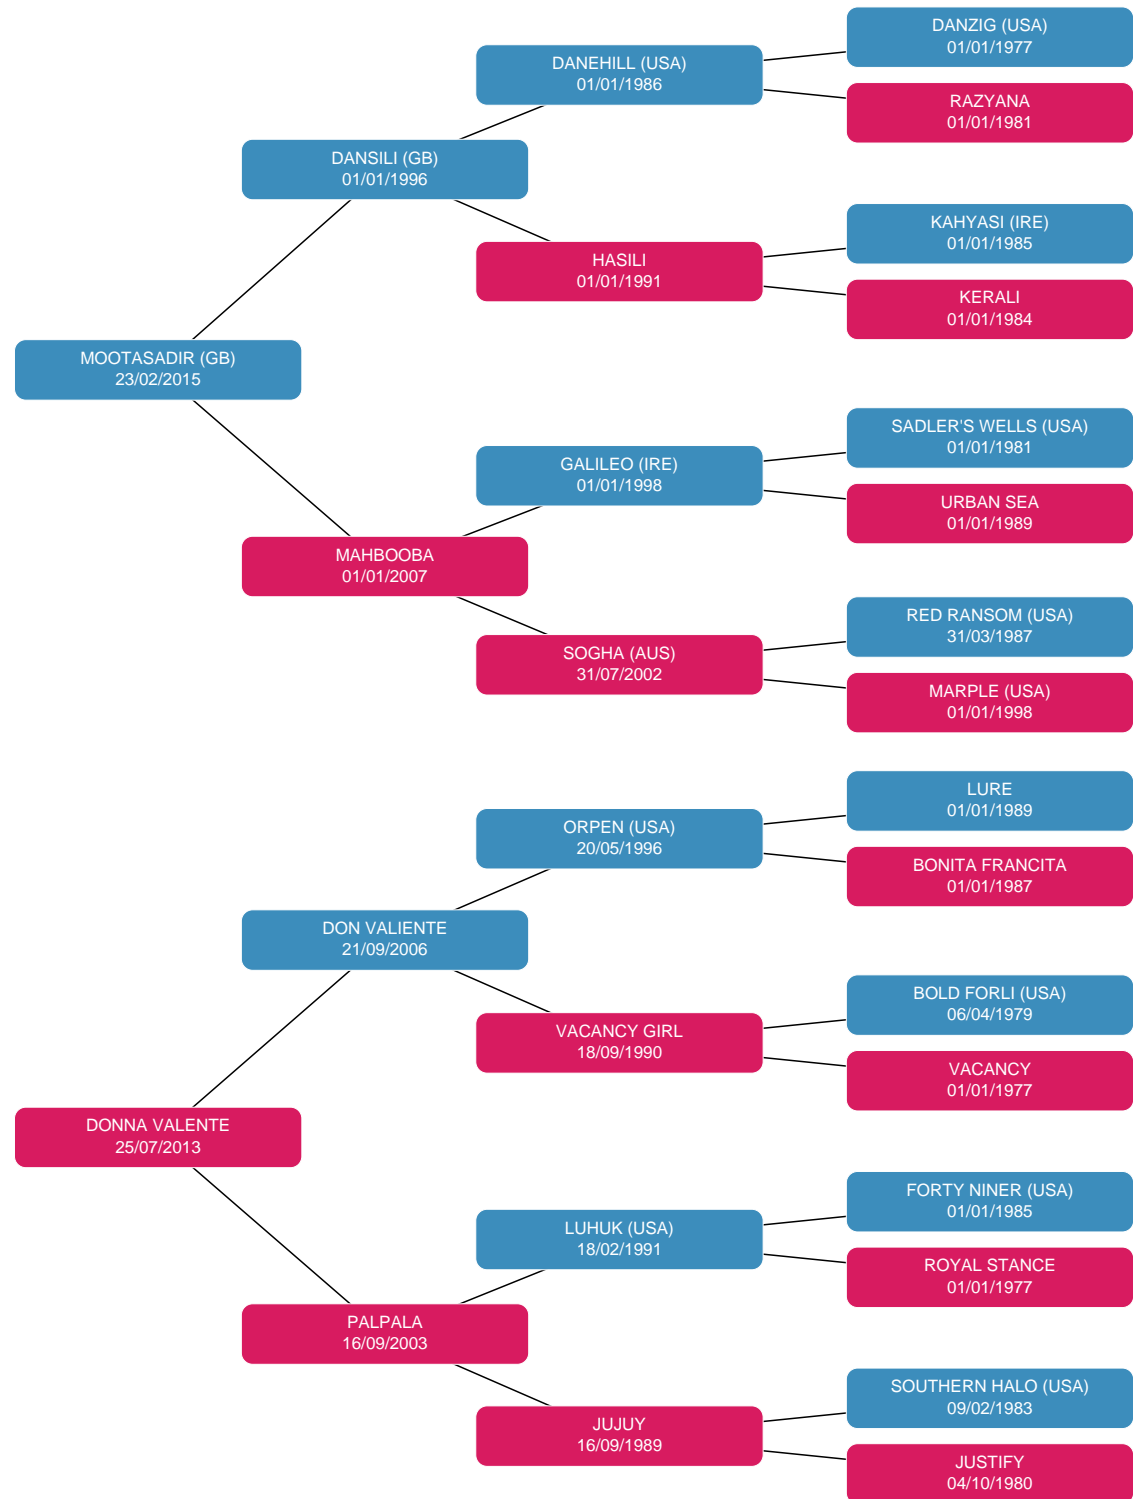 DANZIG (USA)
01/01/1977
DANEHILL (USA)
01/01/1986
RAZYANA
01/01/1981
DANSILI (GB)
01/01/1996
KAHYASI (IRE)
01/01/1985
HASILI
01/01/1991
KERALI
01/01/1984
MOOTASADIR (GB)
23/02/2015
SADLER'S WELLS (USA)
01/01/1981
GALILEO (IRE)
01/01/1998
URBAN SEA
01/01/1989
MAHBOOBA
01/01/2007
RED RANSOM (USA)
31/03/1987
SOGHA (AUS)
31/07/2002
MARPLE (USA)
01/01/1998
LURE
01/01/1989
ORPEN (USA)
20/05/1996
BONITA FRANCITA
01/01/1987
DON VALIENTE
21/09/2006
BOLD FORLI (USA)
06/04/1979
VACANCY GIRL
18/09/1990
VACANCY
01/01/1977
DONNA VALENTE
25/07/2013
FORTY NINER (USA)
01/01/1985
LUHUK (USA)
18/02/1991
ROYAL STANCE
01/01/1977
PALPALA
16/09/2003
SOUTHERN HALO (USA)
09/02/1983
JUJUY
16/09/1989
JUSTIFY
04/10/1980